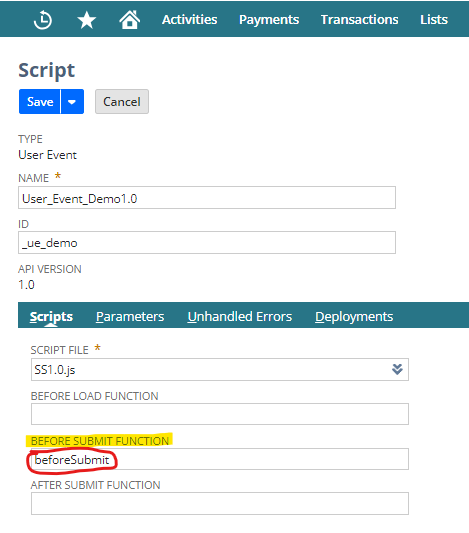 Activities Payments Transactions Lists
Script
Save Cancel
TYPE
User Event
NAME *
User_Event_Demo1.0
ID
_ue_demo
API VERSION
1.0
Scripts Parameters Unhandled Errors Deployments
SCRIPT FILE *
SS1.0.js
BEFORE LOAD FUNCTION
BEFORE SUBMIT FUNCTION
beforeSubmit
AFTER SUBMIT FUNCTION